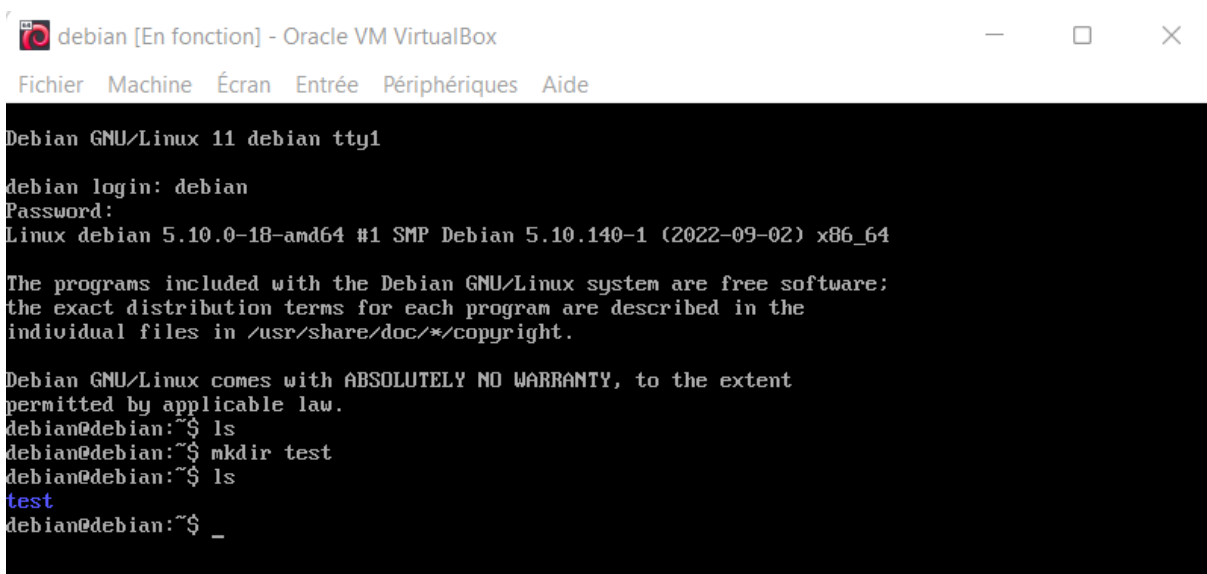 debian [En fonction] - Oracle VM VirtualBox
Fichier Machine Écran Entrée Périphériques Aide
Debian GNU/Linux 11 debian tty1
debian login: debian
Password:
Linux debian 5.10.0-18-amd64 #1 SMP Debian 5.10.140-1 (2022-09-02) x86_64
The programs included with the Debian GNU/Linux system are free software;
the exact distribution terms for each program are described in the
individual files in /usr/share/doc/*/copyright.
Debian GNU/Linux comes with ABSOLUTELY NO WARRANTY, to the extent
permitted by applicable law.
debian@debian:~$ ls
debian@debian:~$ mkdir test
debian@debian:~$ ls
test
debian@debian:~$ _